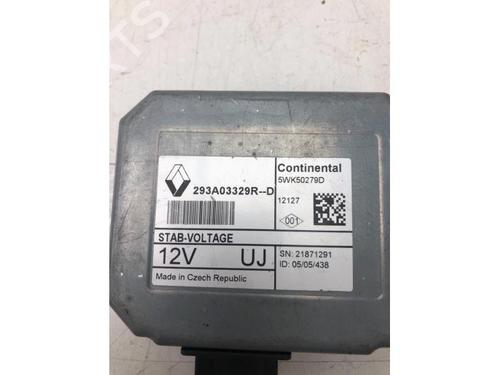 PARTS
293A03329R--D
Continental
5WK50279D
12127
001
STAB-VOLTAGE
12V UJ
SN: 21871291
ID: 05/05/438
Made in Czech Republic